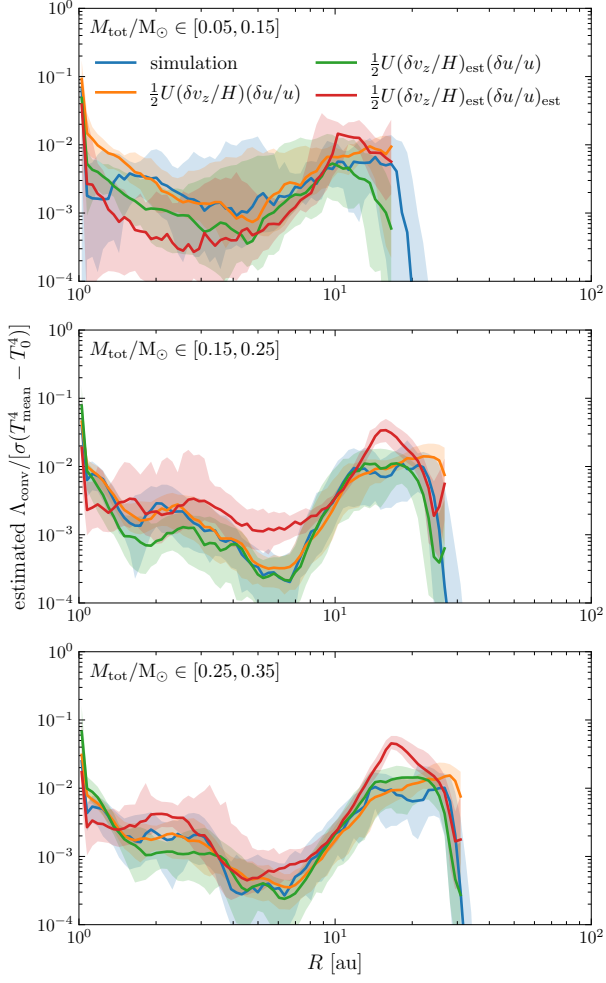 M_tot/M_⊙ ∈ [0.05, 0.15]
simulation
½U(δv_z/H)(δu/u)
½U(δv_z/H)_est(δu/u)
½U(δv_z/H)_est(δu/u)_est
10^0
10^−1
10^−2
10^−3
10^−4
10^0 10^1 10^2
M_tot/M_⊙ ∈ [0.15, 0.25]
10^0
10^−1
10^−2
10^−3
10^−4
10^0 10^1 10^2
estimated Λ_conv/[σ(T^4_mean − T^4_0)]
M_tot/M_⊙ ∈ [0.25, 0.35]
10^0
10^−1
10^−2
10^−3
10^−4
10^0 10^1 10^2
R [au]